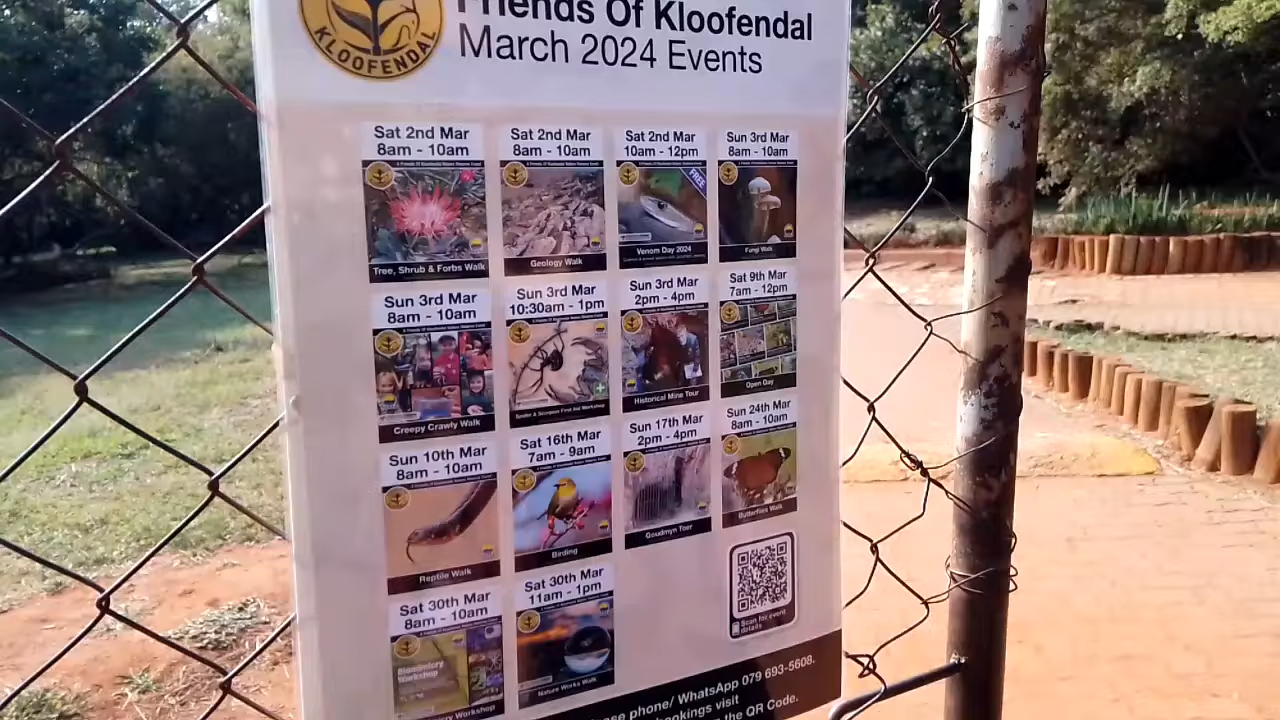 KLOOFENDAL
Friends Of Kloofendal
March 2024 Events
Sat 2nd Mar
8am - 10am
Tree, Shrub & Forbs Walk
Sat 2nd Mar
8am - 10am
Geology Walk
Sat 2nd Mar
10am - 12pm
FREE
Venom Day 2024
Sun 3rd Mar
8am - 10am
Fungi Walk
Sun 3rd Mar
8am - 10am
Creepy Crawly Walk
Sun 3rd Mar
10:30am - 1pm
Spider & Scorpion First Aid Workshop
Sun 3rd Mar
2pm - 4pm
Historical Mine Tour
Sat 9th Mar
7am - 12pm
Open Day
Sun 10th Mar
8am - 10am
Reptile Walk
Sat 16th Mar
7am - 9am
Birding
Sun 17th Mar
2pm - 4pm
Goudmyn Toer
Sun 24th Mar
8am - 10am
Butterflies Walk
Sat 30th Mar
8am - 10am
Biomimicry
Workshop
Workshop
Sat 30th Mar
11am - 1pm
Nature Works Walk
Scan for event
details
phone/ WhatsApp 079 693-5608.
bookings visit
the QR Code.